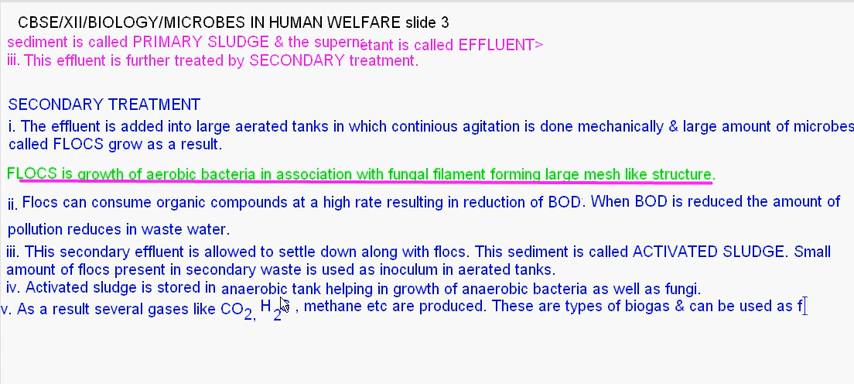 CBSE/XII/BIOLOGY/MICROBES IN HUMAN WELFARE slide 3
sediment is called PRIMARY SLUDGE & the supernetant is called EFFLUENT>
iii. This effluent is further treated by SECONDARY treatment.
SECONDARY TREATMENT
i. The effluent is added into large aerated tanks in which continious agitation is done mechanically & large amount of microbes
called FLOCS grow as a result.
FLOCS is growth of aerobic bacteria in association with fungal filament forming large mesh like structure.
ii. Flocs can consume organic compounds at a high rate resulting in reduction of BOD. When BOD is reduced the amount of
pollution reduces in waste water.
iii. THis secondary effluent is allowed to settle down along with flocs. This sediment is called ACTIVATED SLUDGE. Small
amount of flocs present in secondary waste is used as inoculum in aerated tanks.
iv. Activated sludge is stored in anaerobic tank helping in growth of anaerobic bacteria as well as fungi.
v. As a result several gases like CO2, H2S , methane etc are produced. These are types of biogas & can be used as f